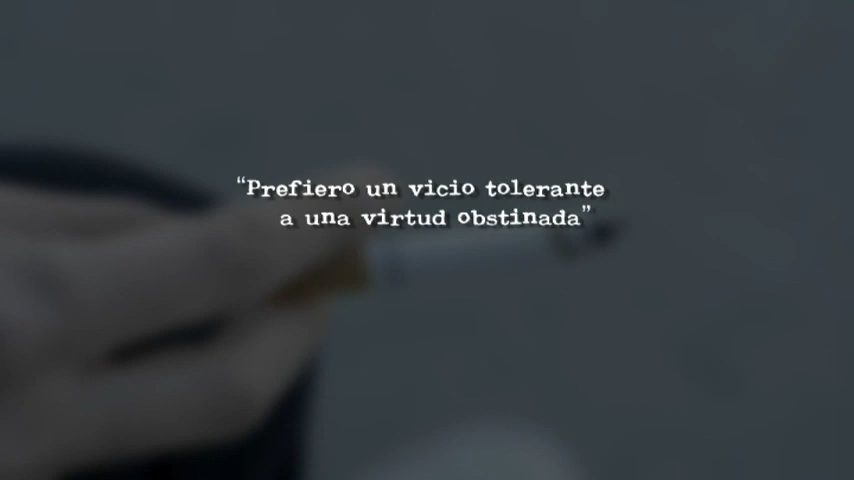 “Prefiero un vicio tolerante
a una virtud obstinada”